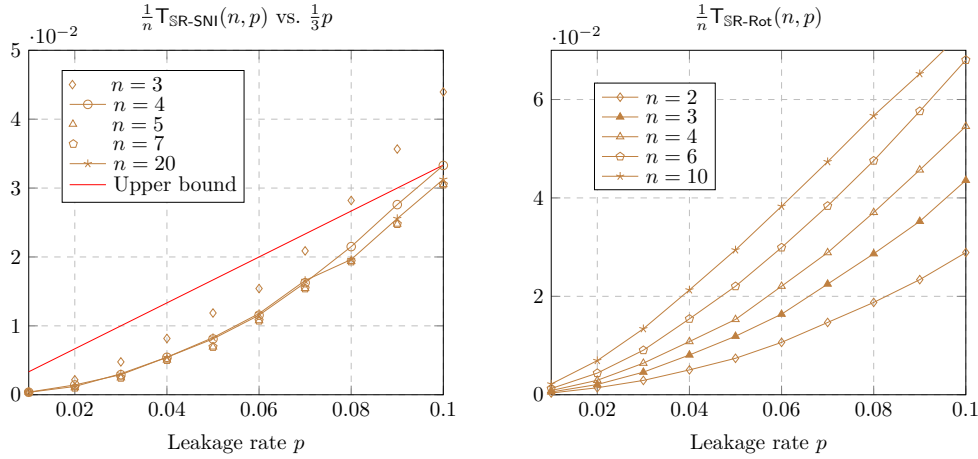 1/n T_SR-SNI(n, p) vs. 1/3 p
·10⁻²
5
4
3
2
1
0
0.02 0.04 0.06 0.08 0.1
Leakage rate p
n = 3
n = 4
n = 5
n = 7
n = 20
Upper bound
1/n T_SR-Rot(n, p)
·10⁻²
6
4
2
0
0.02 0.04 0.06 0.08 0.1
Leakage rate p
n = 2
n = 3
n = 4
n = 6
n = 10